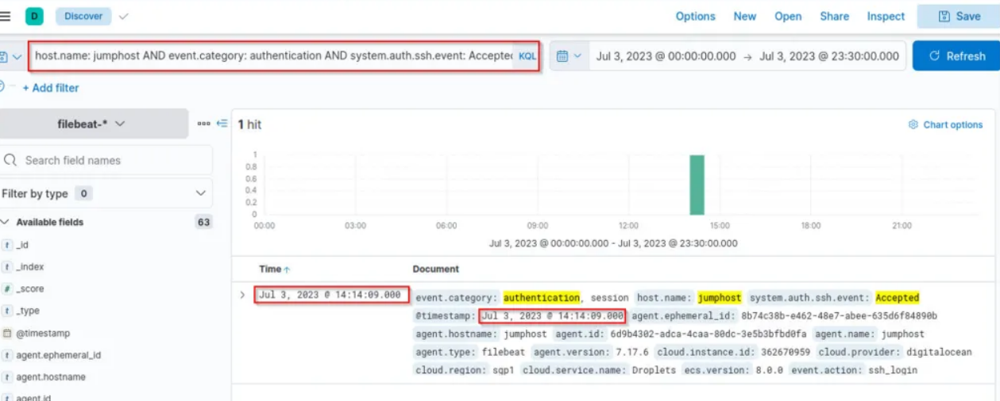 D Discover Options New Open Share Inspect Save
host.name: jumphost AND event.category: authentication AND system.auth.ssh.event: Accepted KQL Jul 3, 2023 @ 00:00:00.000 → Jul 3, 2023 @ 23:30:00.000 Refresh
+ Add filter
filebeat-* 1 hit Chart options
Search field names
Filter by type 0
Available fields 63
t _id
t _index
# _score
t _type
@timestamp
t agent.ephemeral_id
t agent.hostname
t agent.id
1
0.8
0.6
0.4
0.2
0
00:00 03:00 06:00 09:00 12:00 15:00 18:00 21:00
Jul 3, 2023 @ 00:00:00.000 - Jul 3, 2023 @ 23:30:00.000
Time ↑ Document
Jul 3, 2023 @ 14:14:09.000 event.category: authentication, session host.name: jumphost system.auth.ssh.event: Accepted
@timestamp: Jul 3, 2023 @ 14:14:09.000 agent.ephemeral_id: 8b74c38b-e462-48e7-abee-635d6f84890b
agent.hostname: jumphost agent.id: 6d9b4302-adca-4caa-80dc-3e5b3bfbd0fa agent.name: jumphost
agent.type: filebeat agent.version: 7.17.6 cloud.instance.id: 362670959 cloud.provider: digitalocean
cloud.region: sgp1 cloud.service.name: Droplets ecs.version: 8.0.0 event.action: ssh_login